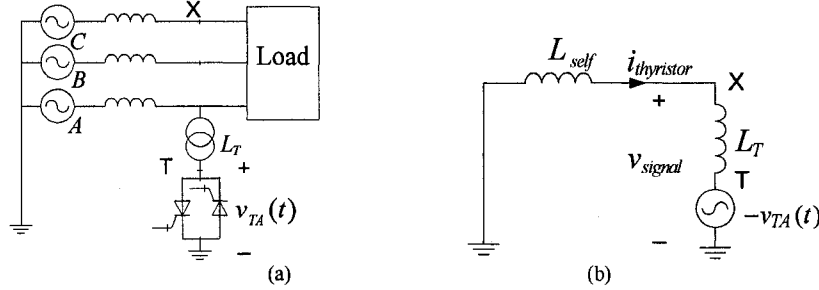 X
C
Load
B
A
L_T
T
+
v_TA(t)
−
(a)
L_self
i_thyristor
+
X
v_signal
L_T
T
−v_TA(t)
−
(b)